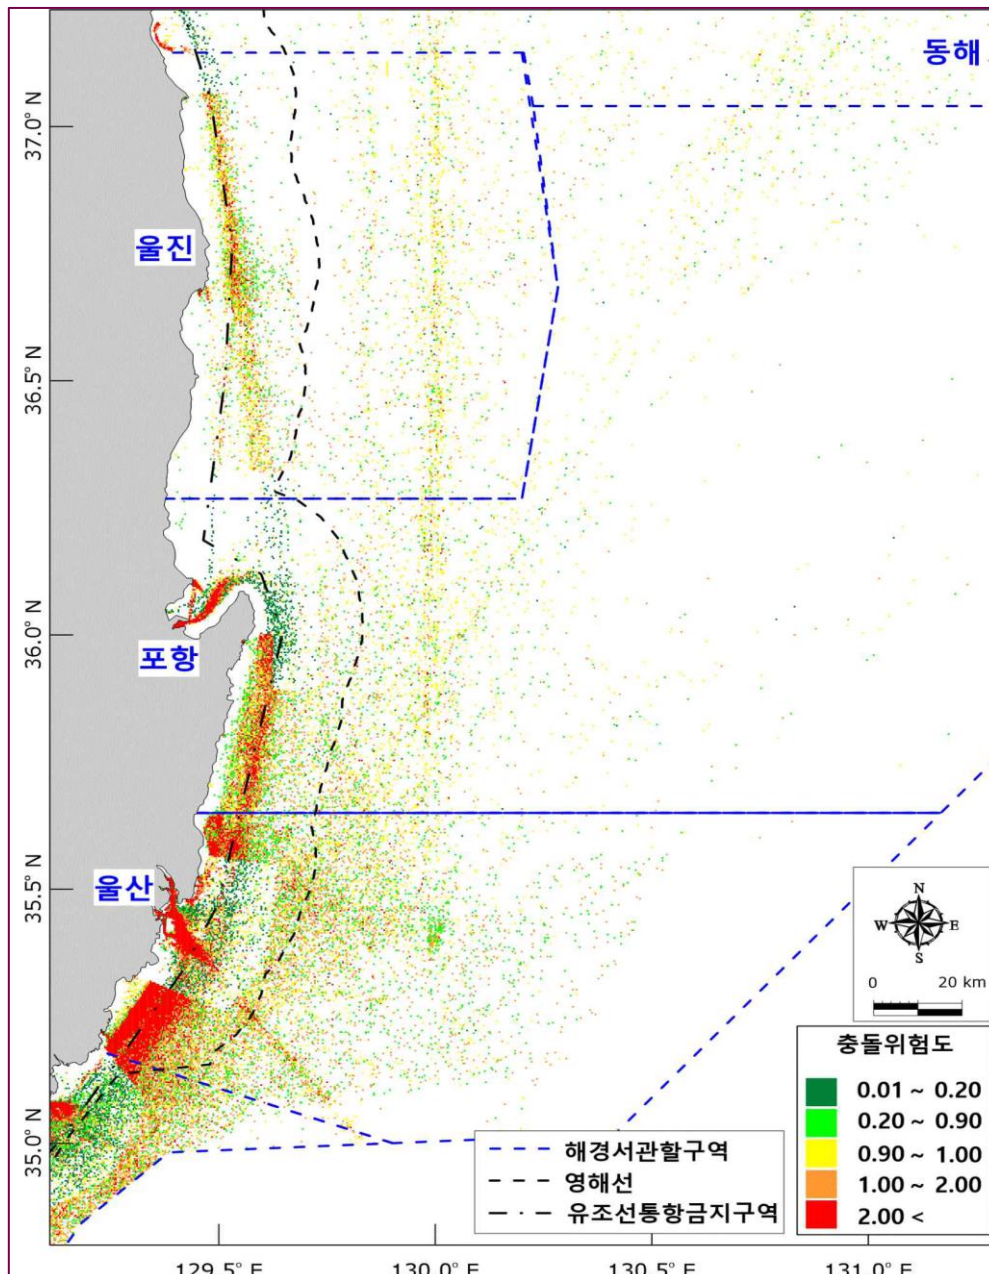 동해
37.0° N
울진
36.5° N
36.0° N
포항
35.5° N
울산
N
W
E
S
0
20 km
충돌위험도
0.01 ~ 0.20
0.20 ~ 0.90
0.90 ~ 1.00
1.00 ~ 2.00
2.00 <
35.0° N
해경서관할구역
영해선
유조선통항금지구역
129.5° E
130.0° E
130.5° E
131.0° E